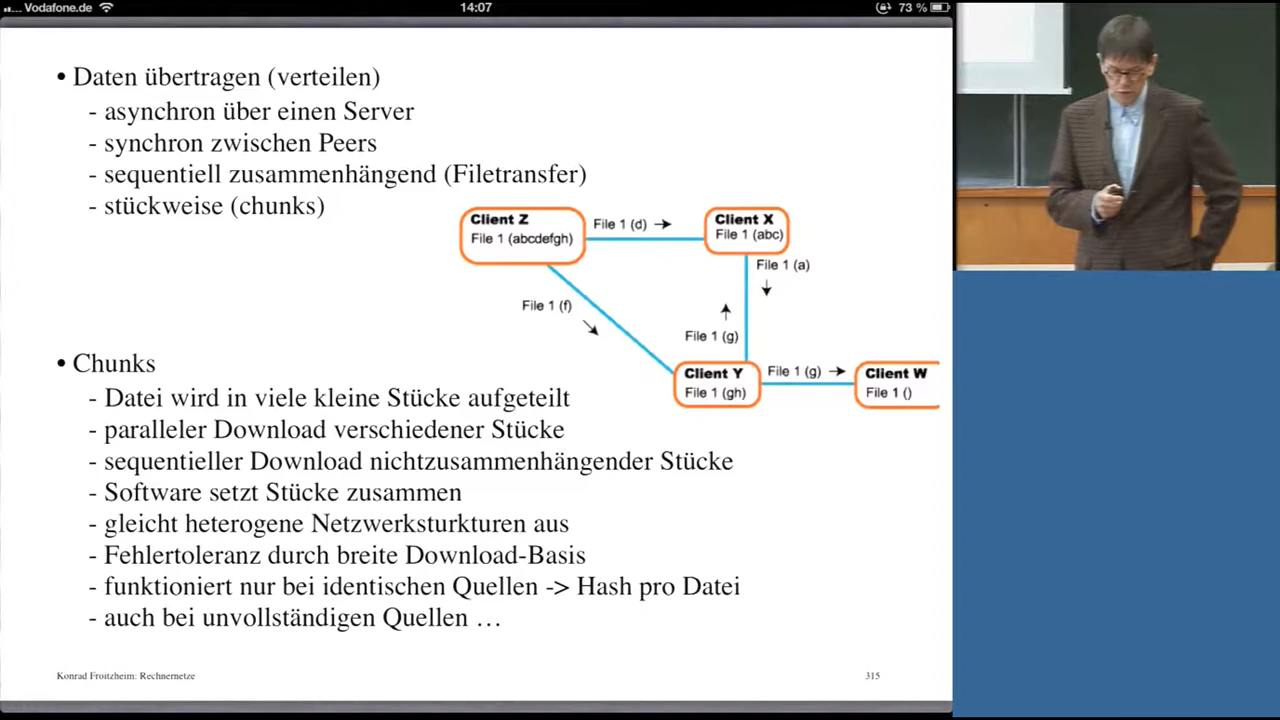 Vodafone.de
14:07
73 %
• Daten übertragen (verteilen)
- asynchron über einen Server
- synchron zwischen Peers
- sequentiell zusammenhängend (Filetransfer)
- stückweise (chunks)
Client Z
File 1 (abcdefgh)
File 1 (d)
Client X
File 1 (abc)
File 1 (a)
File 1 (f)
File 1 (g)
Client Y
File 1 (gh)
File 1 (g)
Client W
File 1 ()
• Chunks
- Datei wird in viele kleine Stücke aufgeteilt
- paralleler Download verschiedener Stücke
- sequentieller Download nichtzusammenhängender Stücke
- Software setzt Stücke zusammen
- gleicht heterogene Netzwerksturkturen aus
- Fehlertoleranz durch breite Download-Basis
- funktioniert nur bei identischen Quellen -> Hash pro Datei
- auch bei unvollständigen Quellen …
Konrad Froitzheim: Rechnernetze
315